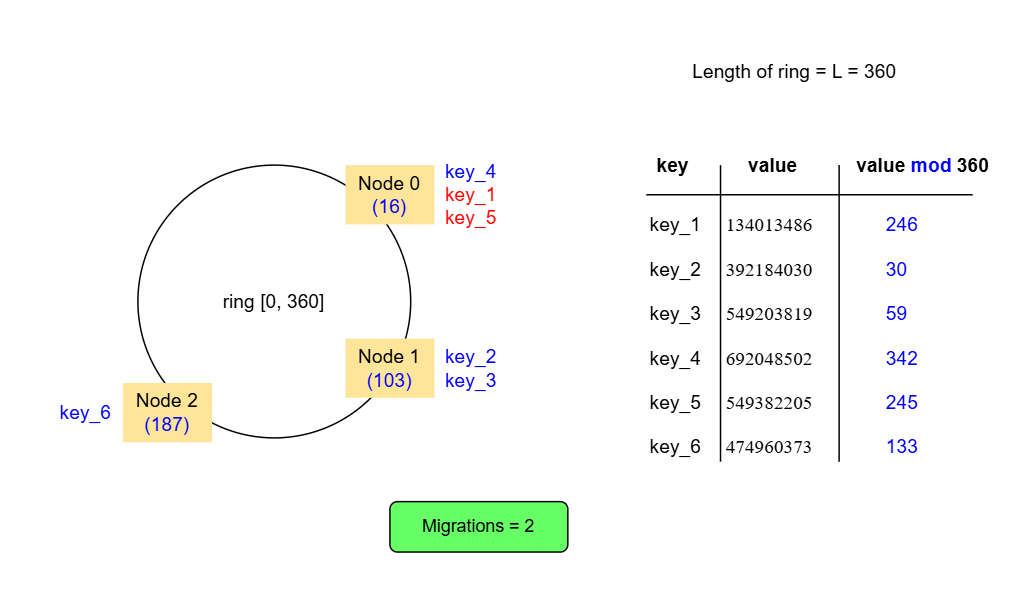 Length of ring = L = 360
Node 0
(16)
key_4
key_1
key_5
ring [0, 360]
Node 1
(103)
key_2
key_3
Node 2
(187)
key_6
key value value mod 360
key_1 134013486 246
key_2 392184030 30
key_3 549203819 59
key_4 692048502 342
key_5 549382205 245
key_6 474960373 133
Migrations = 2